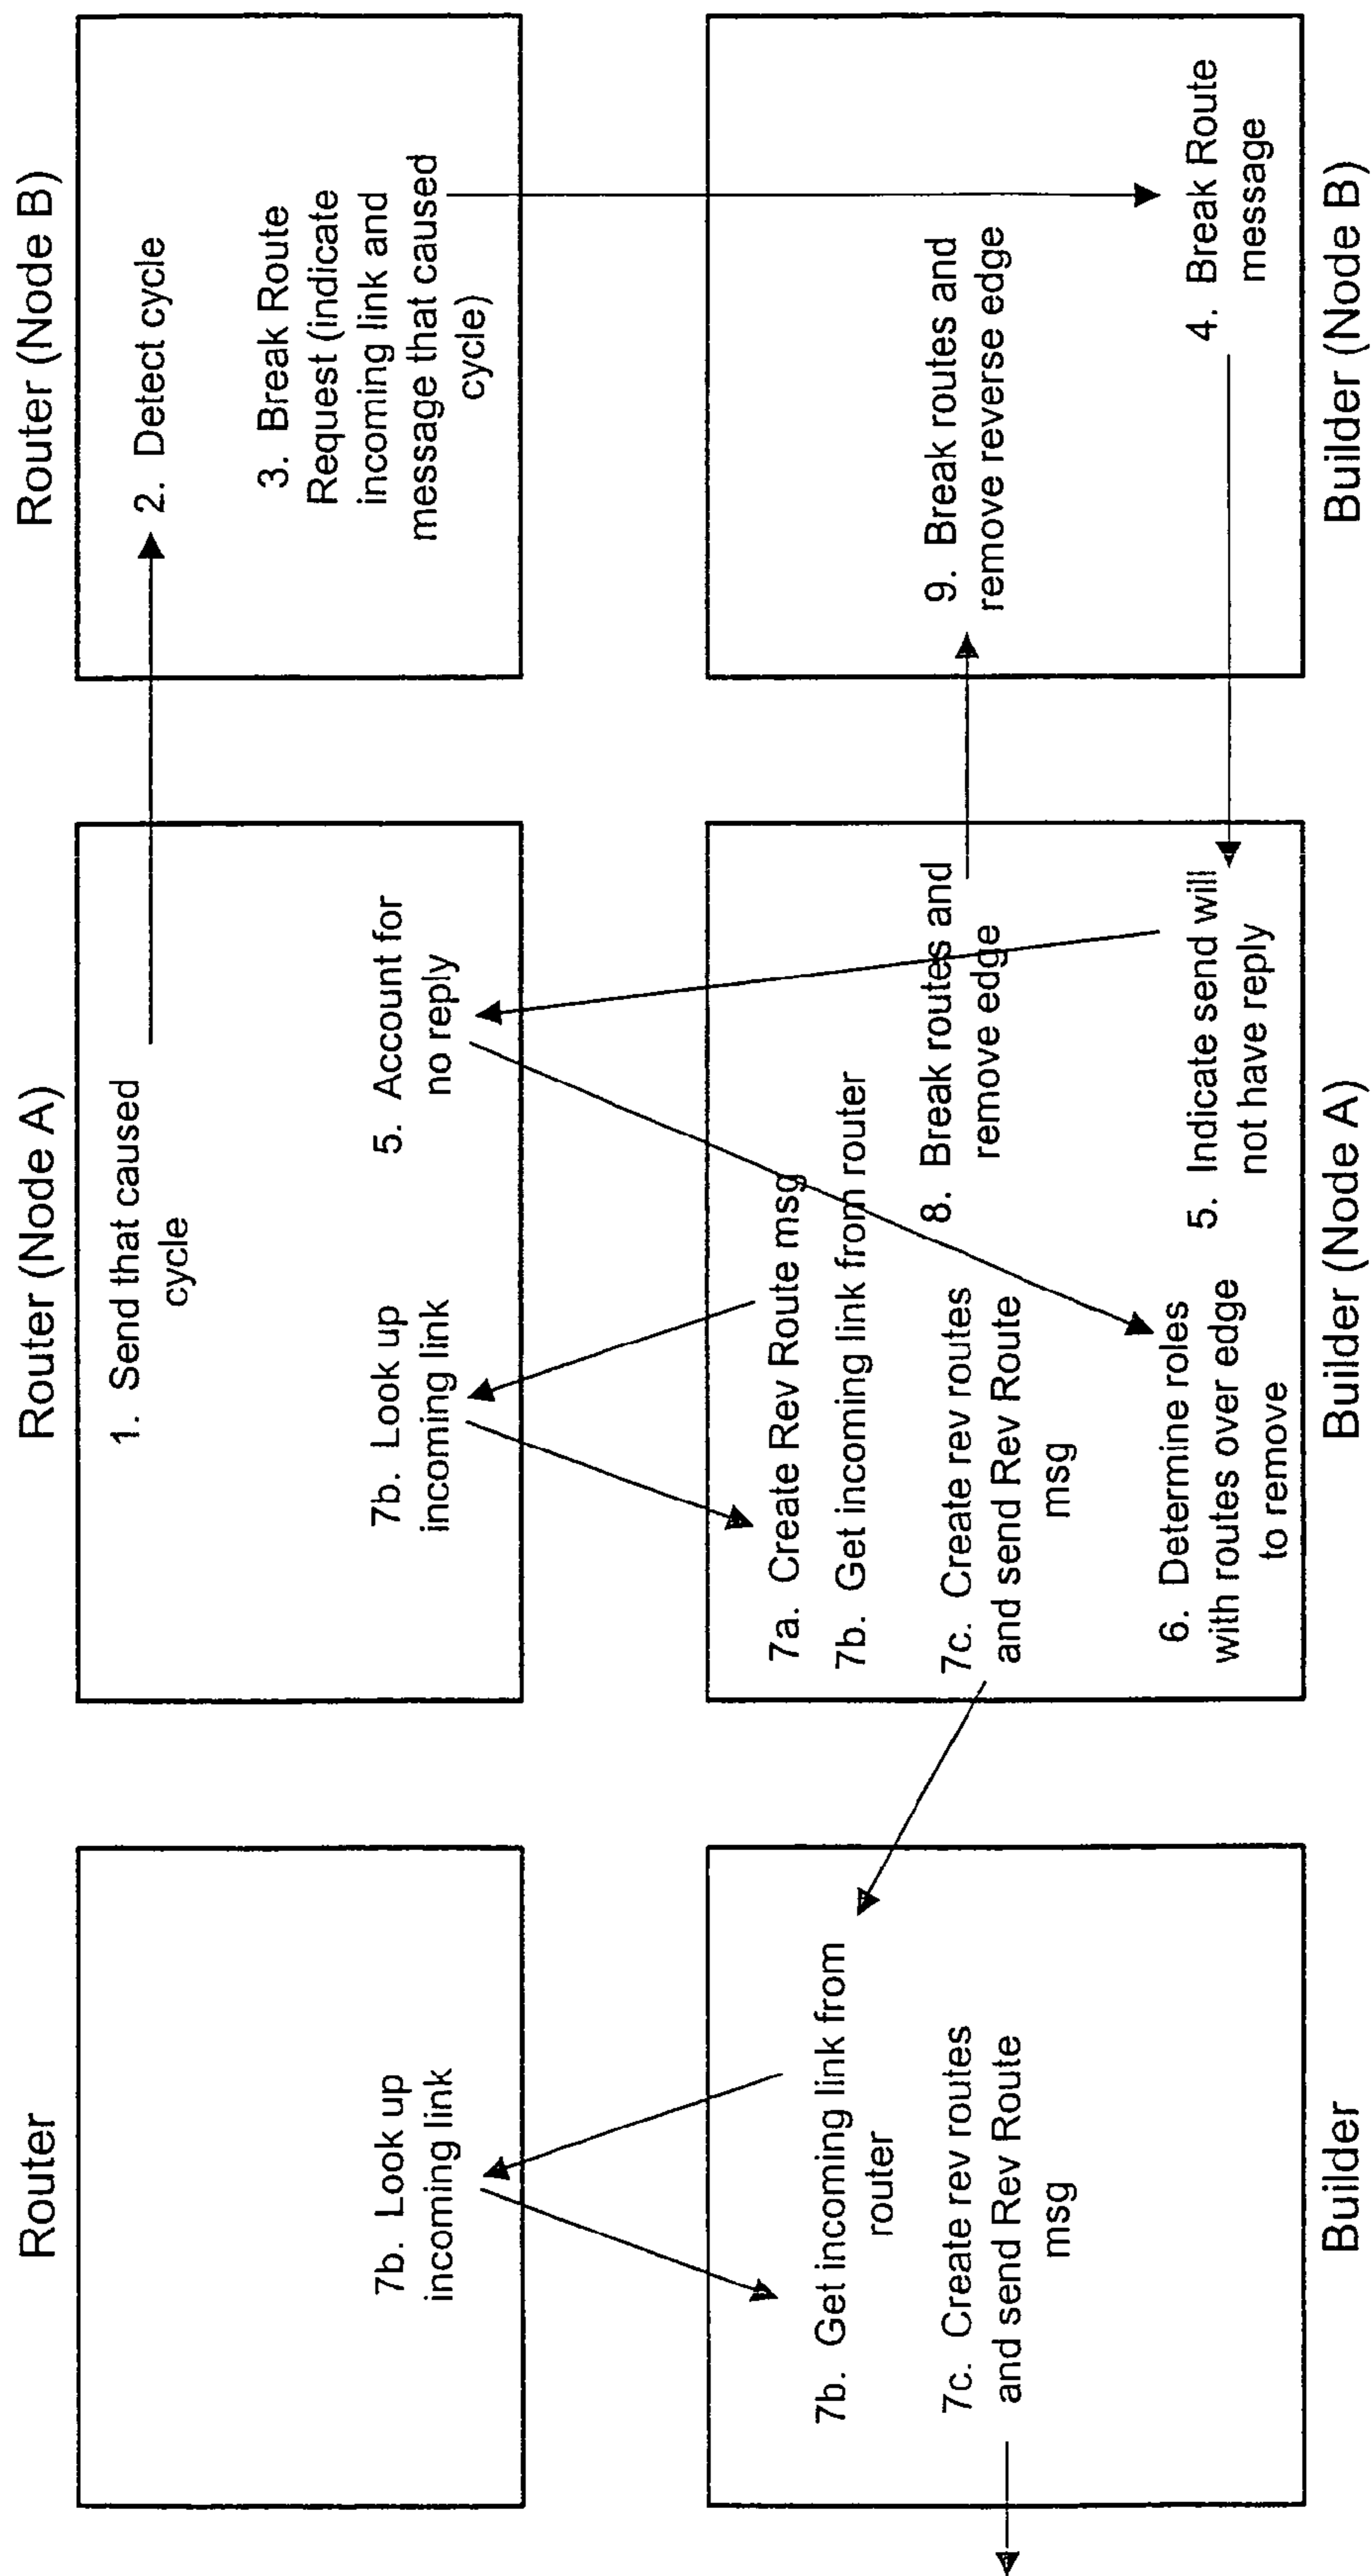 Router
7b. Look up
incoming link
Router (Node A)
1. Send that caused
cycle
7b. Look up
incoming link
5. Account for
no reply
Router (Node B)
2. Detect cycle
3. Break Route
Request (indicate
incoming link and
message that caused
cycle)
7b. Get incoming link from
router
7c. Create rev routes
and send Rev Route
msg
Builder
7a. Create Rev Route msg
7b. Get incoming link from router
7c. Create rev routes
and send Rev Route
msg
8. Break routes and
remove edge
6. Determine roles
with routes over edge
to remove
5. Indicate send will
not have reply
Builder (Node A)
9. Break routes and
remove reverse edge
4. Break Route
message
Builder (Node B)